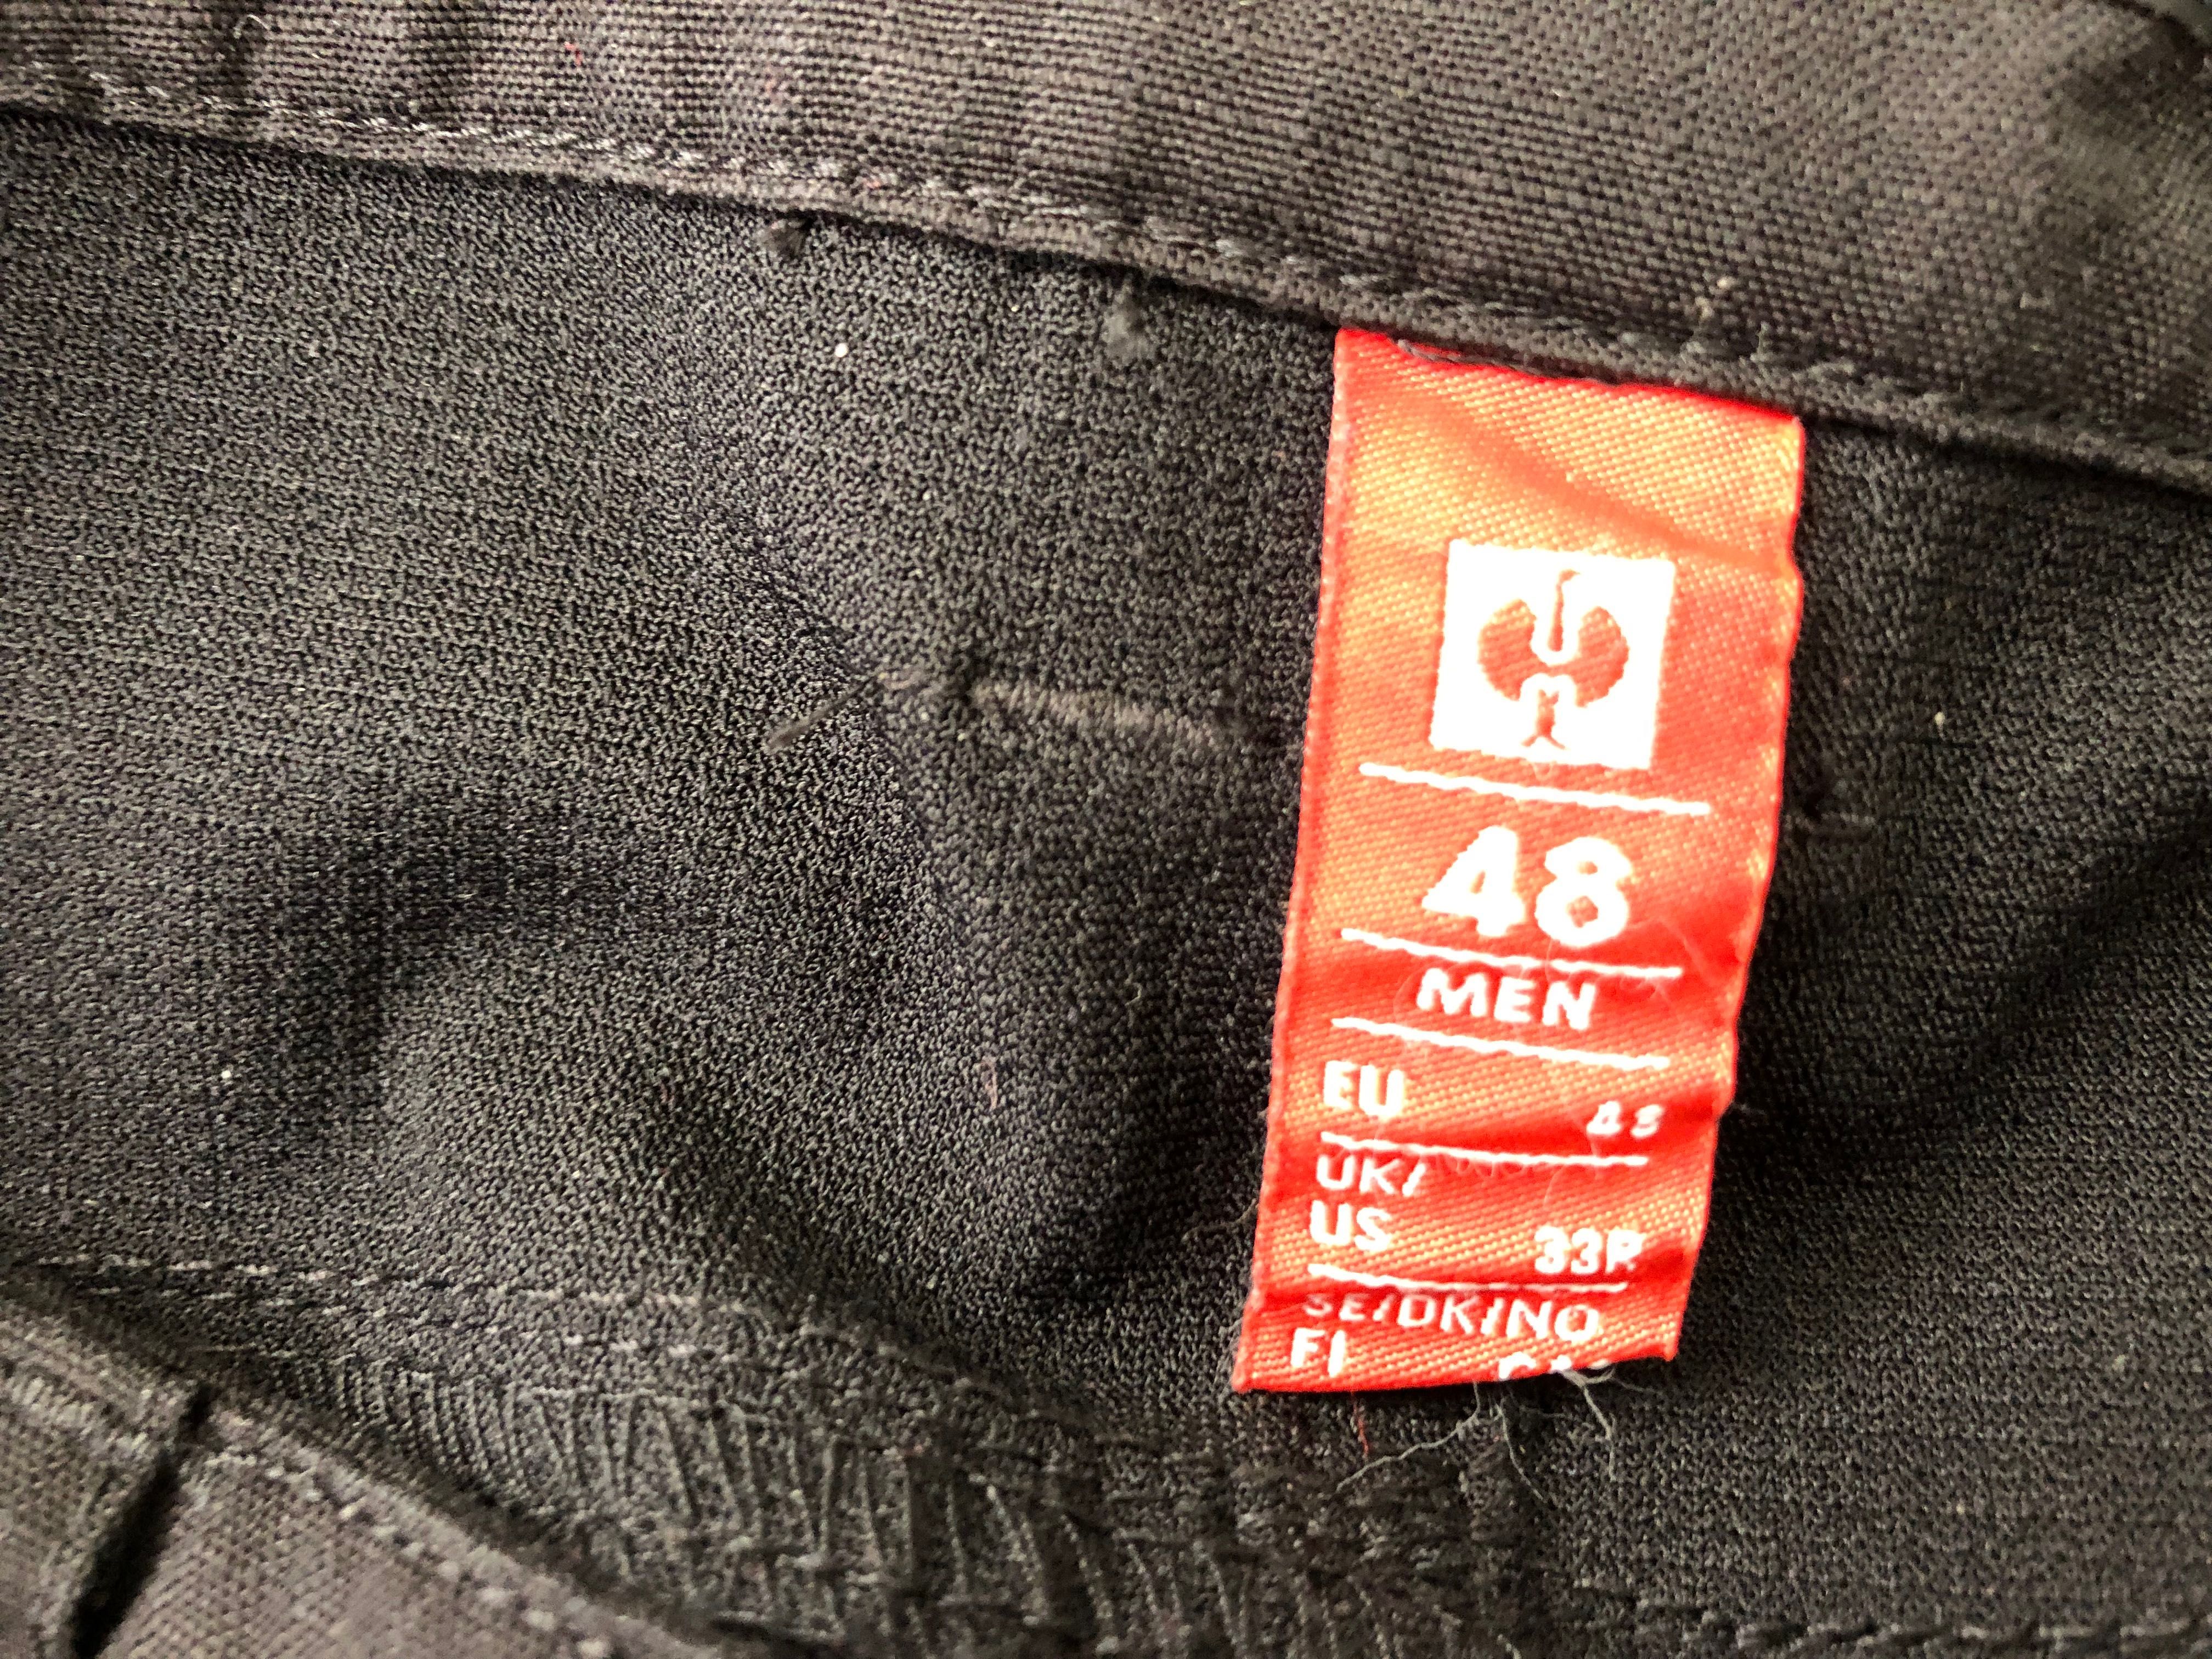 48
MEN
EU 48
UK/
US 33R
SE/DK/NO
FI